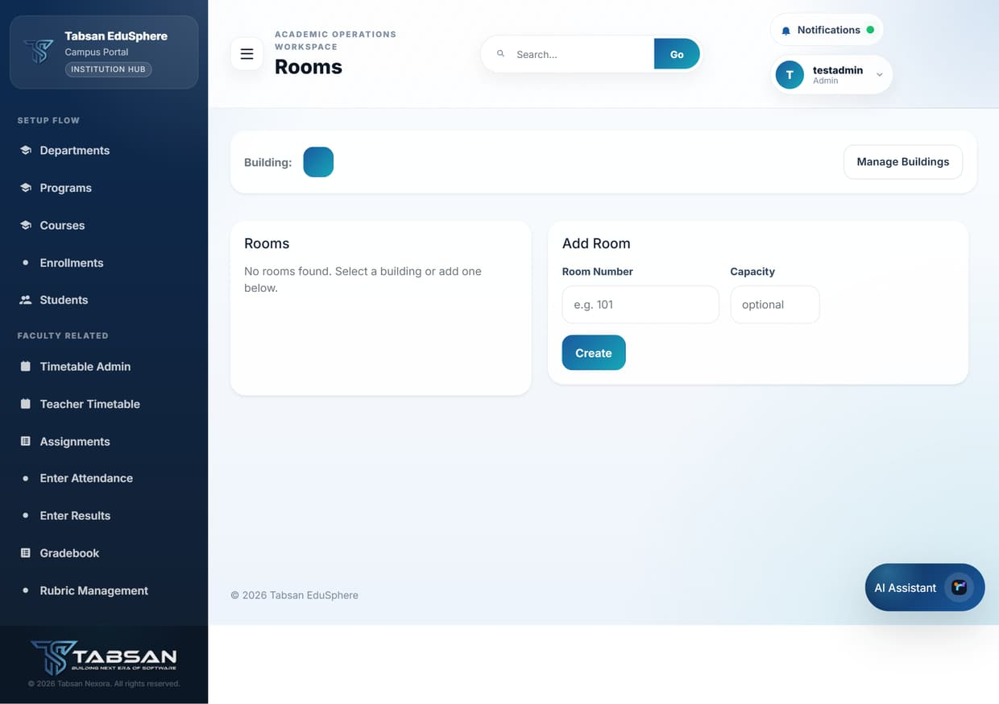 Tabsan EduSphere
Campus Portal
INSTITUTION HUB
SETUP FLOW
Departments
Programs
Courses
Enrollments
Students
FACULTY RELATED
Timetable Admin
Teacher Timetable
Assignments
Enter Attendance
Enter Results
Gradebook
Rubric Management
TABSAN
BUILDING NEXT ERA OF SOFTWARE
© 2026 Tabsan Nexora. All rights reserved.
ACADEMIC OPERATIONS
WORKSPACE
Rooms
Search...
Go
Notifications
T
testadmin
Admin
Building:
Manage Buildings
Rooms
No rooms found. Select a building or add one
below.
Add Room
Room Number
Capacity
e.g. 101
optional
Create
© 2026 Tabsan EduSphere
AI Assistant